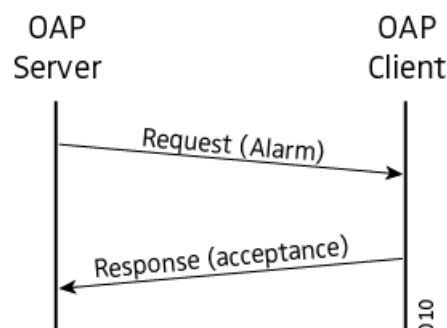 OAP
Server
OAP
Client
Request (Alarm)
Response (acceptance)